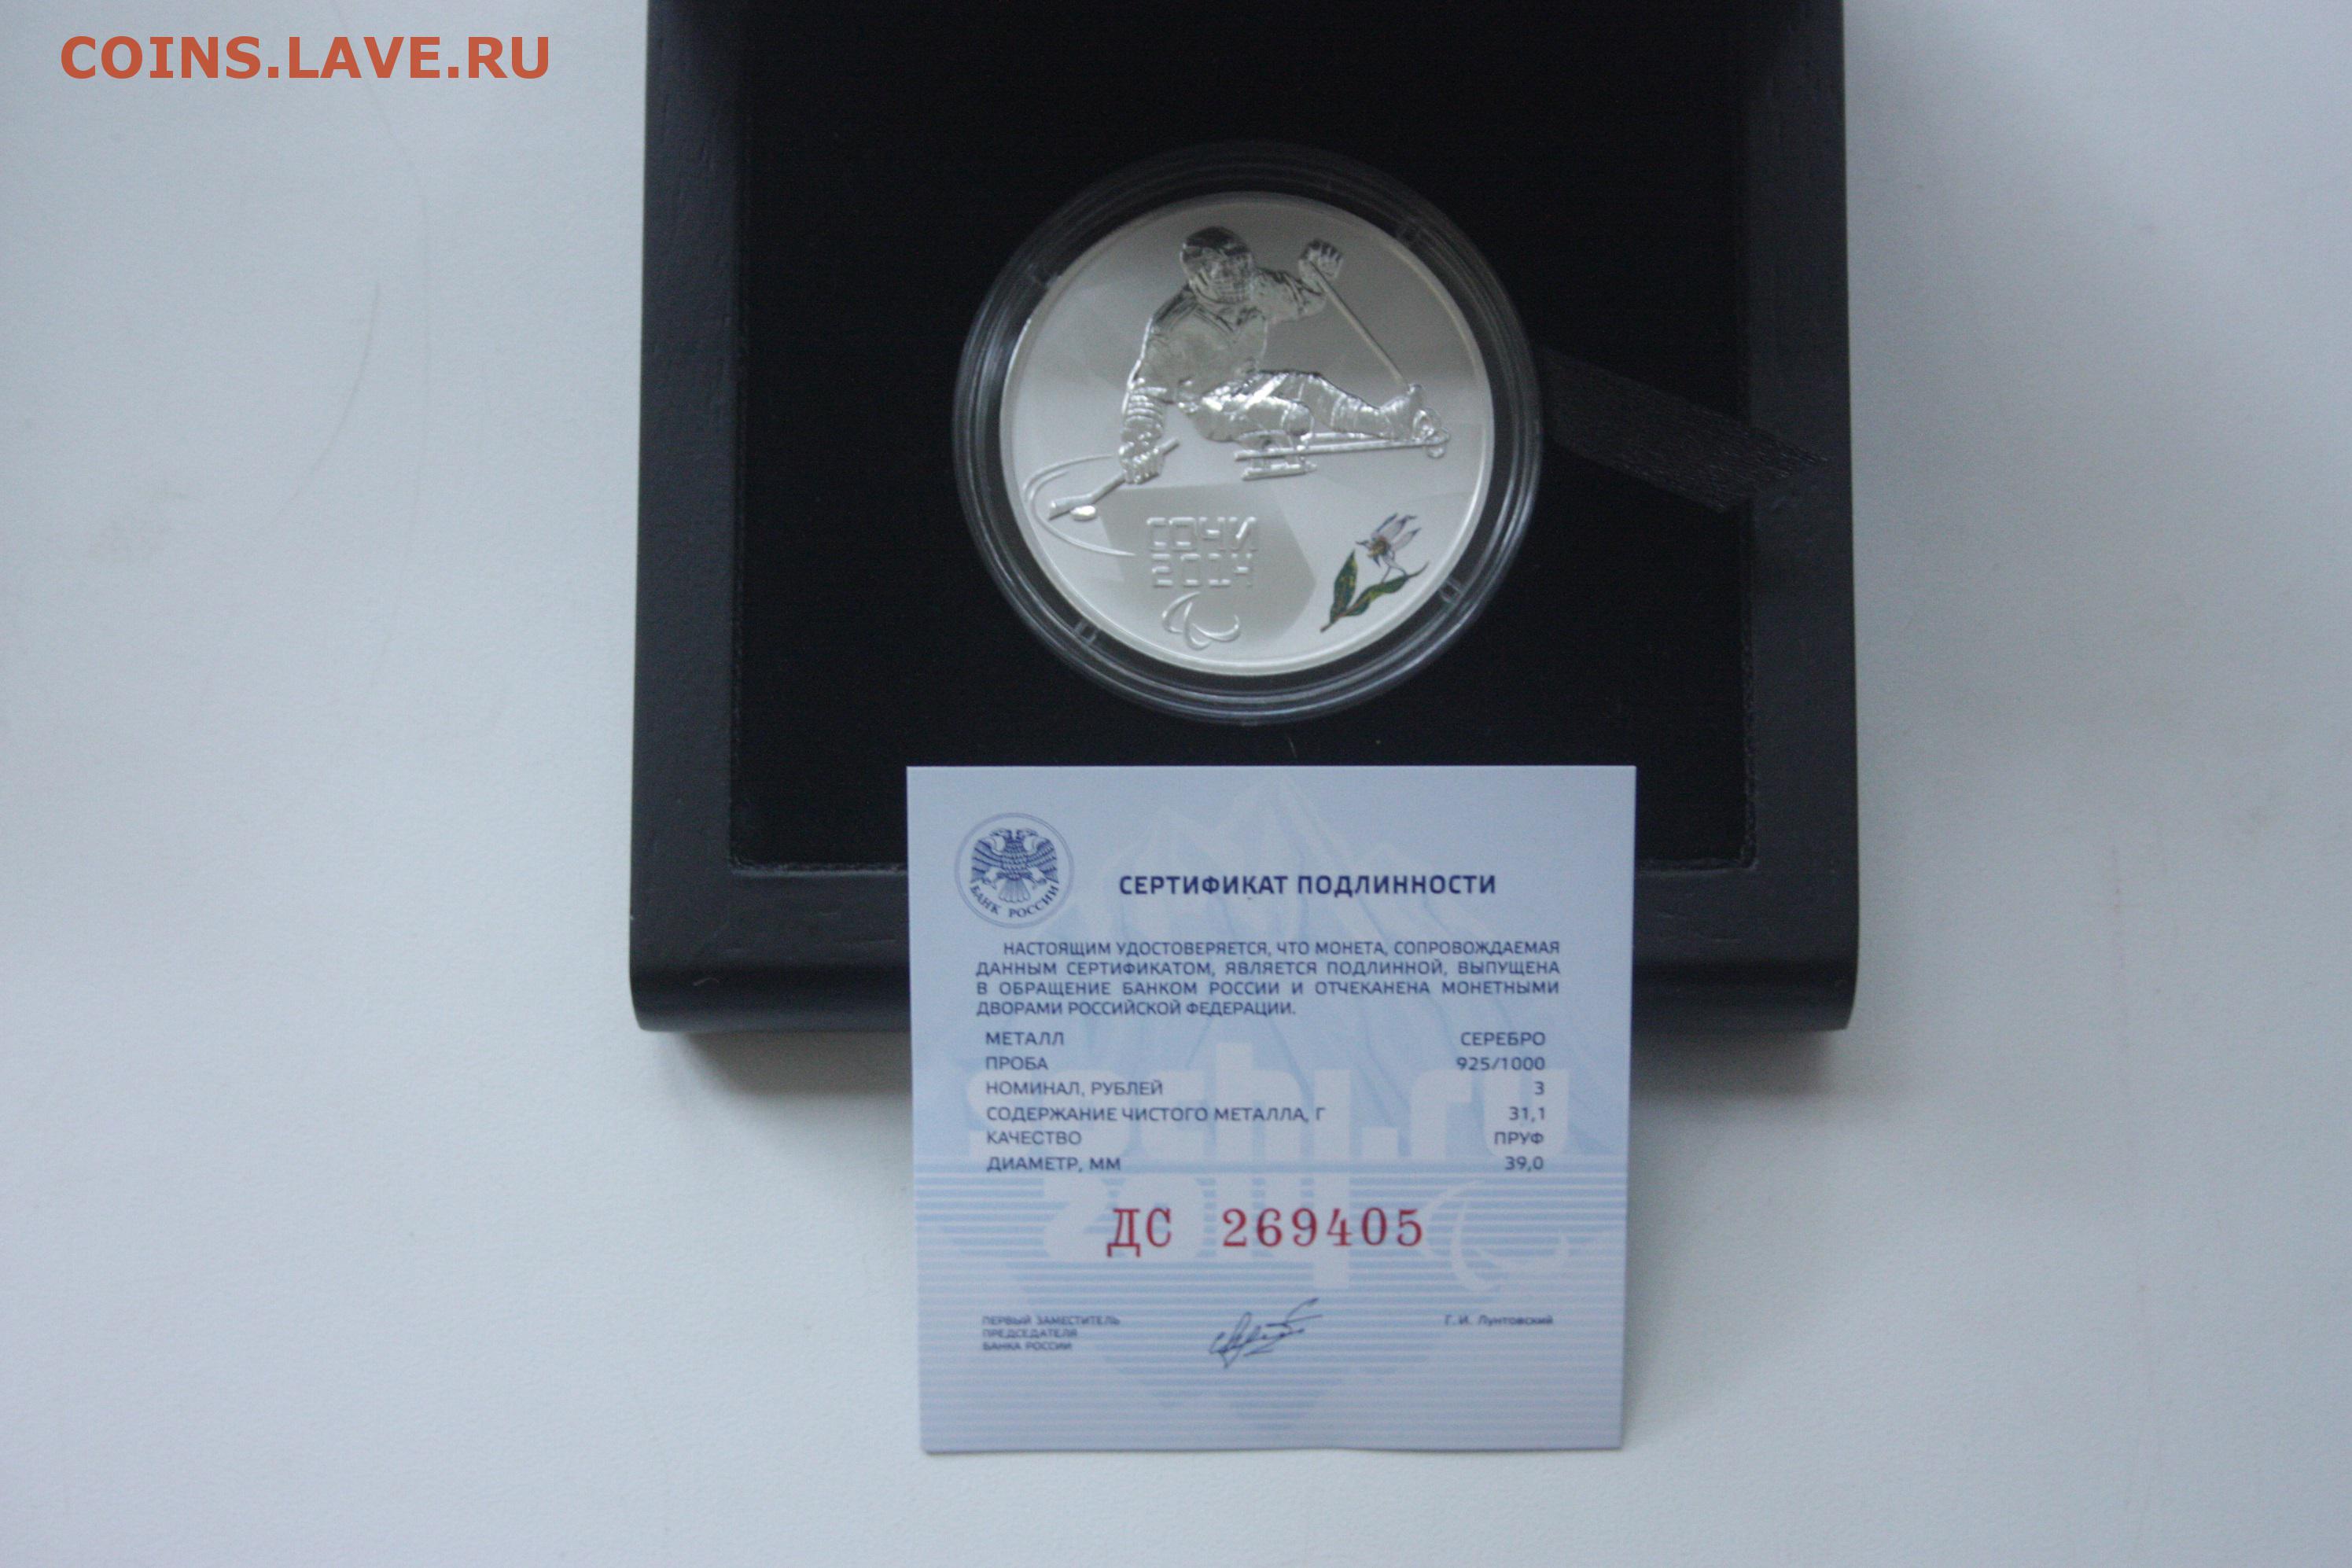 COINS.LAVE.RU
СОЧИ
2014
БАНК РОССИИ
СЕРТИФИКАТ ПОДЛИННОСТИ
НАСТОЯЩИМ УДОСТОВЕРЯЕТСЯ, ЧТО МОНЕТА, СОПРОВОЖДАЕМАЯ
ДАННЫМ СЕРТИФИКАТОМ, ЯВЛЯЕТСЯ ПОДЛИННОЙ, ВЫПУЩЕНА
В ОБРАЩЕНИЕ БАНКОМ РОССИИ И ОТЧЕКАНЕНА МОНЕТНЫМИ
ДВОРАМИ РОССИЙСКОЙ ФЕДЕРАЦИИ.
МЕТАЛЛ СЕРЕБРО
ПРОБА 925/1000
НОМИНАЛ, РУБЛЕЙ 3
СОДЕРЖАНИЕ ЧИСТОГО МЕТАЛЛА, Г 31,1
КАЧЕСТВО ПРУФ
ДИАМЕТР, ММ 39,0
sochi.ru
2014
ДС 269405
ПЕРВЫЙ ЗАМЕСТИТЕЛЬ
ПРЕДСЕДАТЕЛЯ
БАНКА РОССИИ
Г.И. Лунтовский